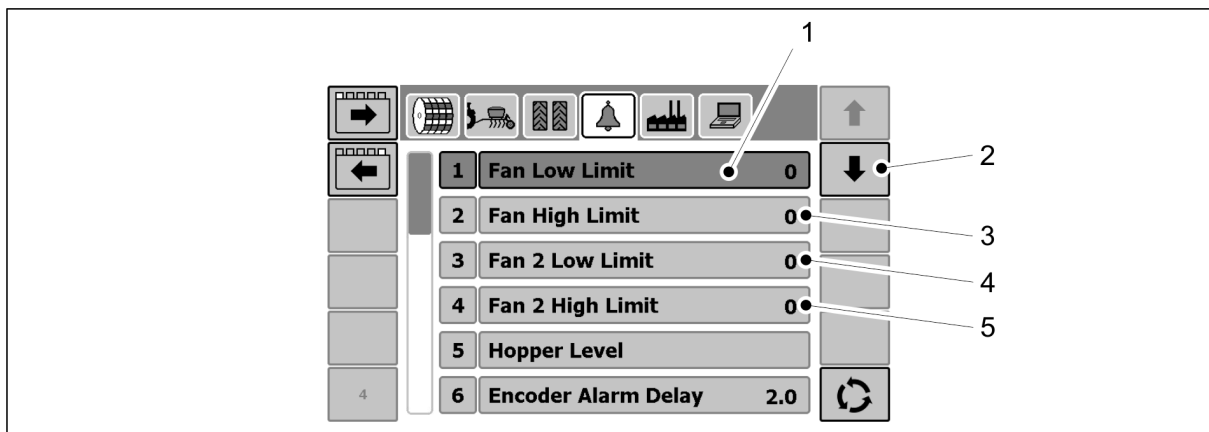 1
1 Fan Low Limit 0
2
2 Fan High Limit 0
3
3 Fan 2 Low Limit 0
4
4 Fan 2 High Limit 0
5
5 Hopper Level
4
6 Encoder Alarm Delay 2.0